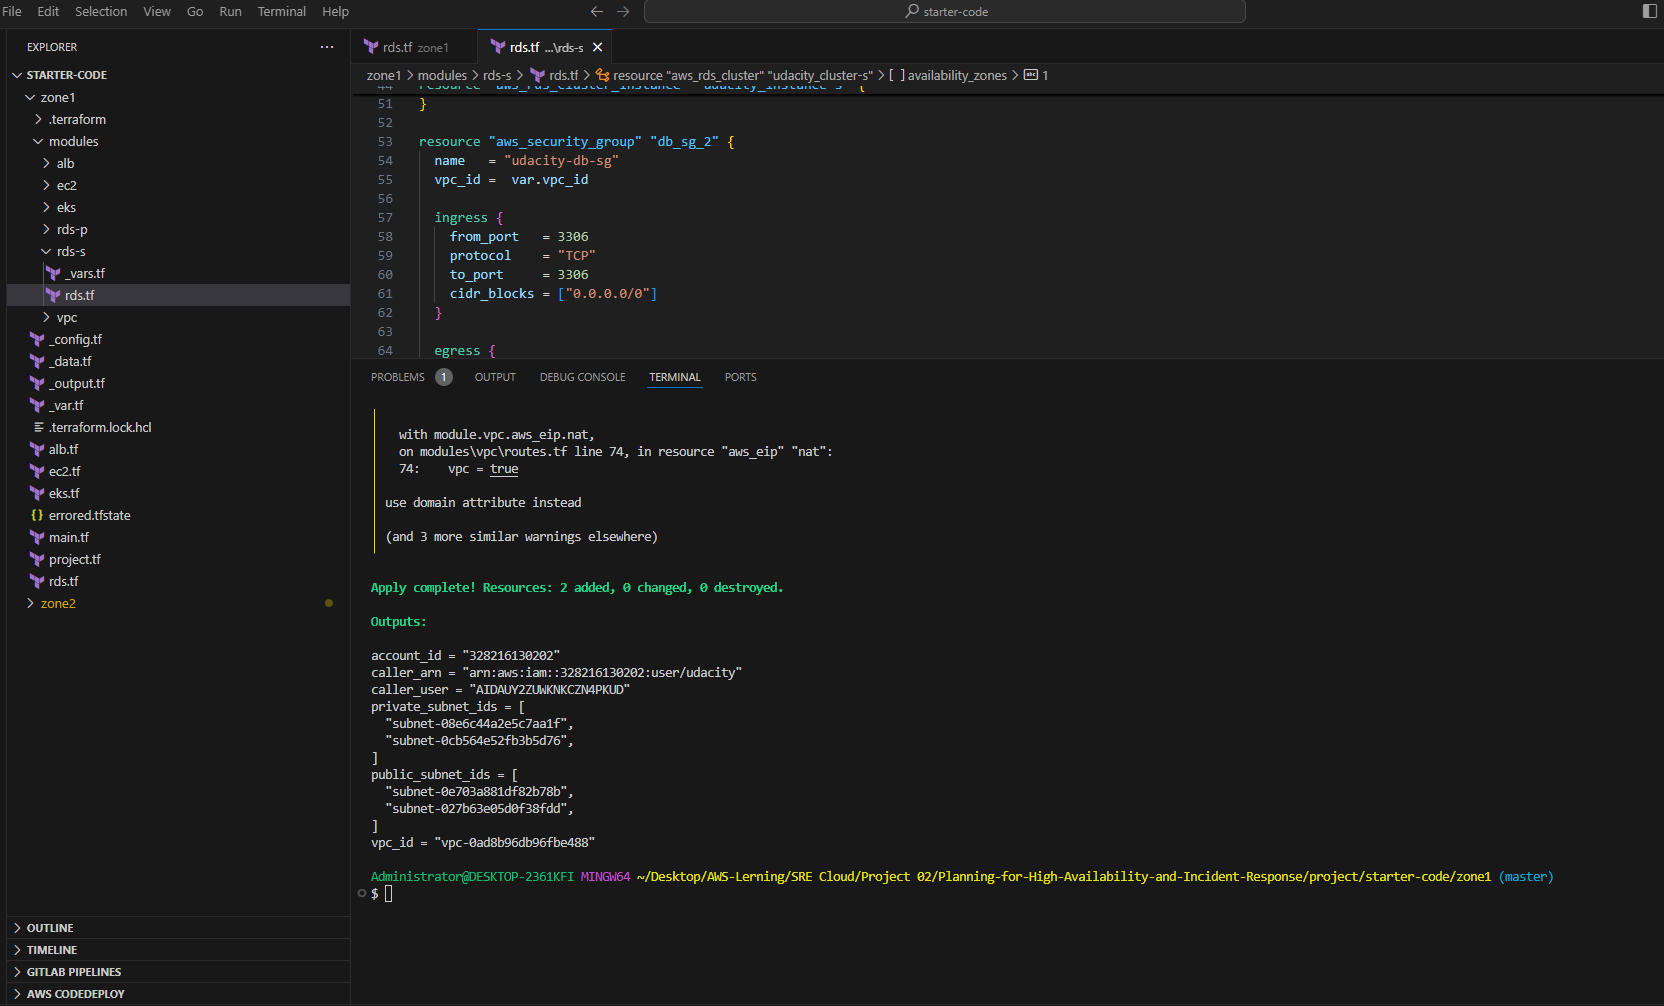 File Edit Selection View Go Run Terminal Help
starter-code
EXPLORER
STARTER-CODE
zone1
.terraform
modules
alb
ec2
eks
rds-p
rds-s
_vars.tf
rds.tf
vpc
_config.tf
_data.tf
_output.tf
_var.tf
.terraform.lock.hcl
alb.tf
ec2.tf
eks.tf
errored.tfstate
main.tf
project.tf
rds.tf
zone2
OUTLINE
TIMELINE
GITLAB PIPELINES
AWS CODEDEPLOY
rds.tf zone1
rds.tf ...\rds-s
zone1 > modules > rds-s > rds.tf > resource "aws_rds_cluster" "udacity_cluster-s" > [ ] availability_zones > abc 1
44 resource "aws_rds_cluster_instance" "udacity_instance-s" {
51 }
52
53 resource "aws_security_group" "db_sg_2" {
54 name = "udacity-db-sg"
55 vpc_id = var.vpc_id
56
57 ingress {
58 from_port = 3306
59 protocol = "TCP"
60 to_port = 3306
61 cidr_blocks = ["0.0.0.0/0"]
62 }
63
64 egress {
PROBLEMS 1 OUTPUT DEBUG CONSOLE TERMINAL PORTS
with module.vpc.aws_eip.nat,
on modules\vpc\routes.tf line 74, in resource "aws_eip" "nat":
74: vpc = true
use domain attribute instead
(and 3 more similar warnings elsewhere)
Apply complete! Resources: 2 added, 0 changed, 0 destroyed.
Outputs:
account_id = "328216130202"
caller_arn = "arn:aws:iam::328216130202:user/udacity"
caller_user = "AIDAUY2ZUWKNKCZN4PKUD"
private_subnet_ids = [
"subnet-08e6c44a2e5c7aa1f",
"subnet-0cb564e52fb3b5d76",
]
public_subnet_ids = [
"subnet-0e703a881df82b78b",
"subnet-027b63e05d0f38fdd",
]
vpc_id = "vpc-0ad8b96db96fbe488"
Administrator@DESKTOP-2361KFI MINGW64 ~/Desktop/AWS-Lerning/SRE Cloud/Project 02/Planning-for-High-Availability-and-Incident-Response/project/starter-code/zone1 (master)
$